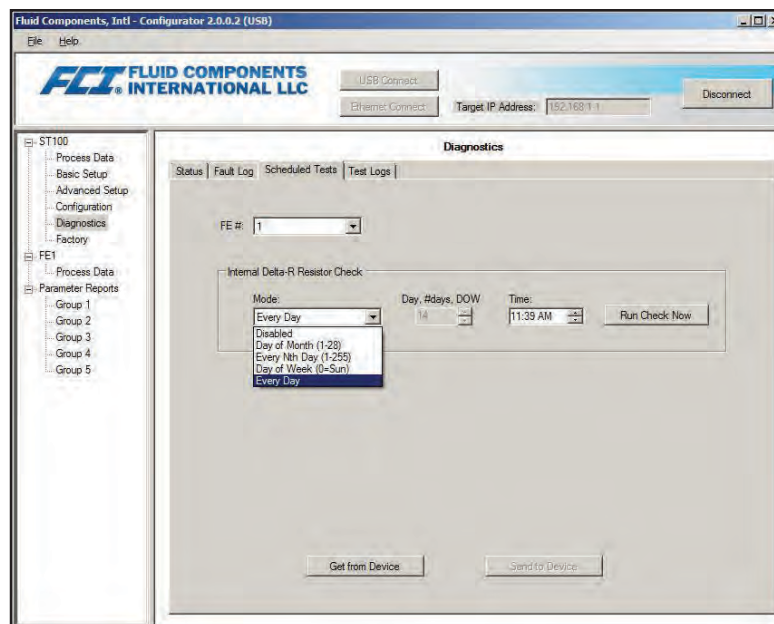 Fluid Components, Intl - Configurator 2.0.0.2 (USB)
File Help
FCI® FLUID COMPONENTS
INTERNATIONAL LLC
USB Connect
Ethernet Connect
Target IP Address: 192.168.1.1
Disconnect
ST100
Process Data
Basic Setup
Advanced Setup
Configuration
Diagnostics
Factory
FE1
Process Data
Parameter Reports
Group 1
Group 2
Group 3
Group 4
Group 5
Diagnostics
Status Fault Log Scheduled Tests Test Logs
FE #: 1
Internal Delta-R Resistor Check
Mode: Day, #days, DOW Time:
Every Day 14 11:39 AM Run Check Now
Disabled
Day of Month (1-28)
Every Nth Day (1-255)
Day of Week (0=Sun)
Every Day
Get from Device Send to Device